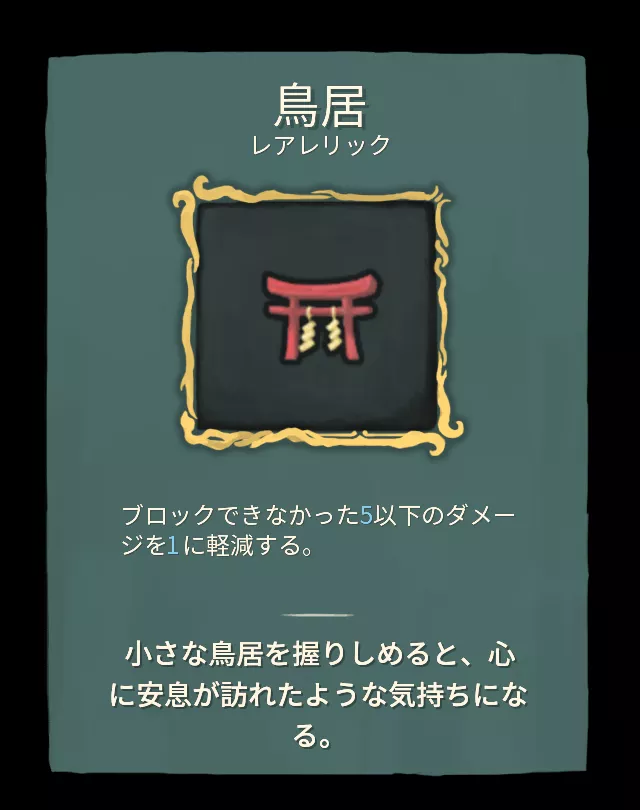 鳥居
レアレリック
ブロックできなかった5以下のダメー
ジを1に軽減する。
小さな鳥居を握りしめると、心
に安息が訪れたような気持ちにな
る。